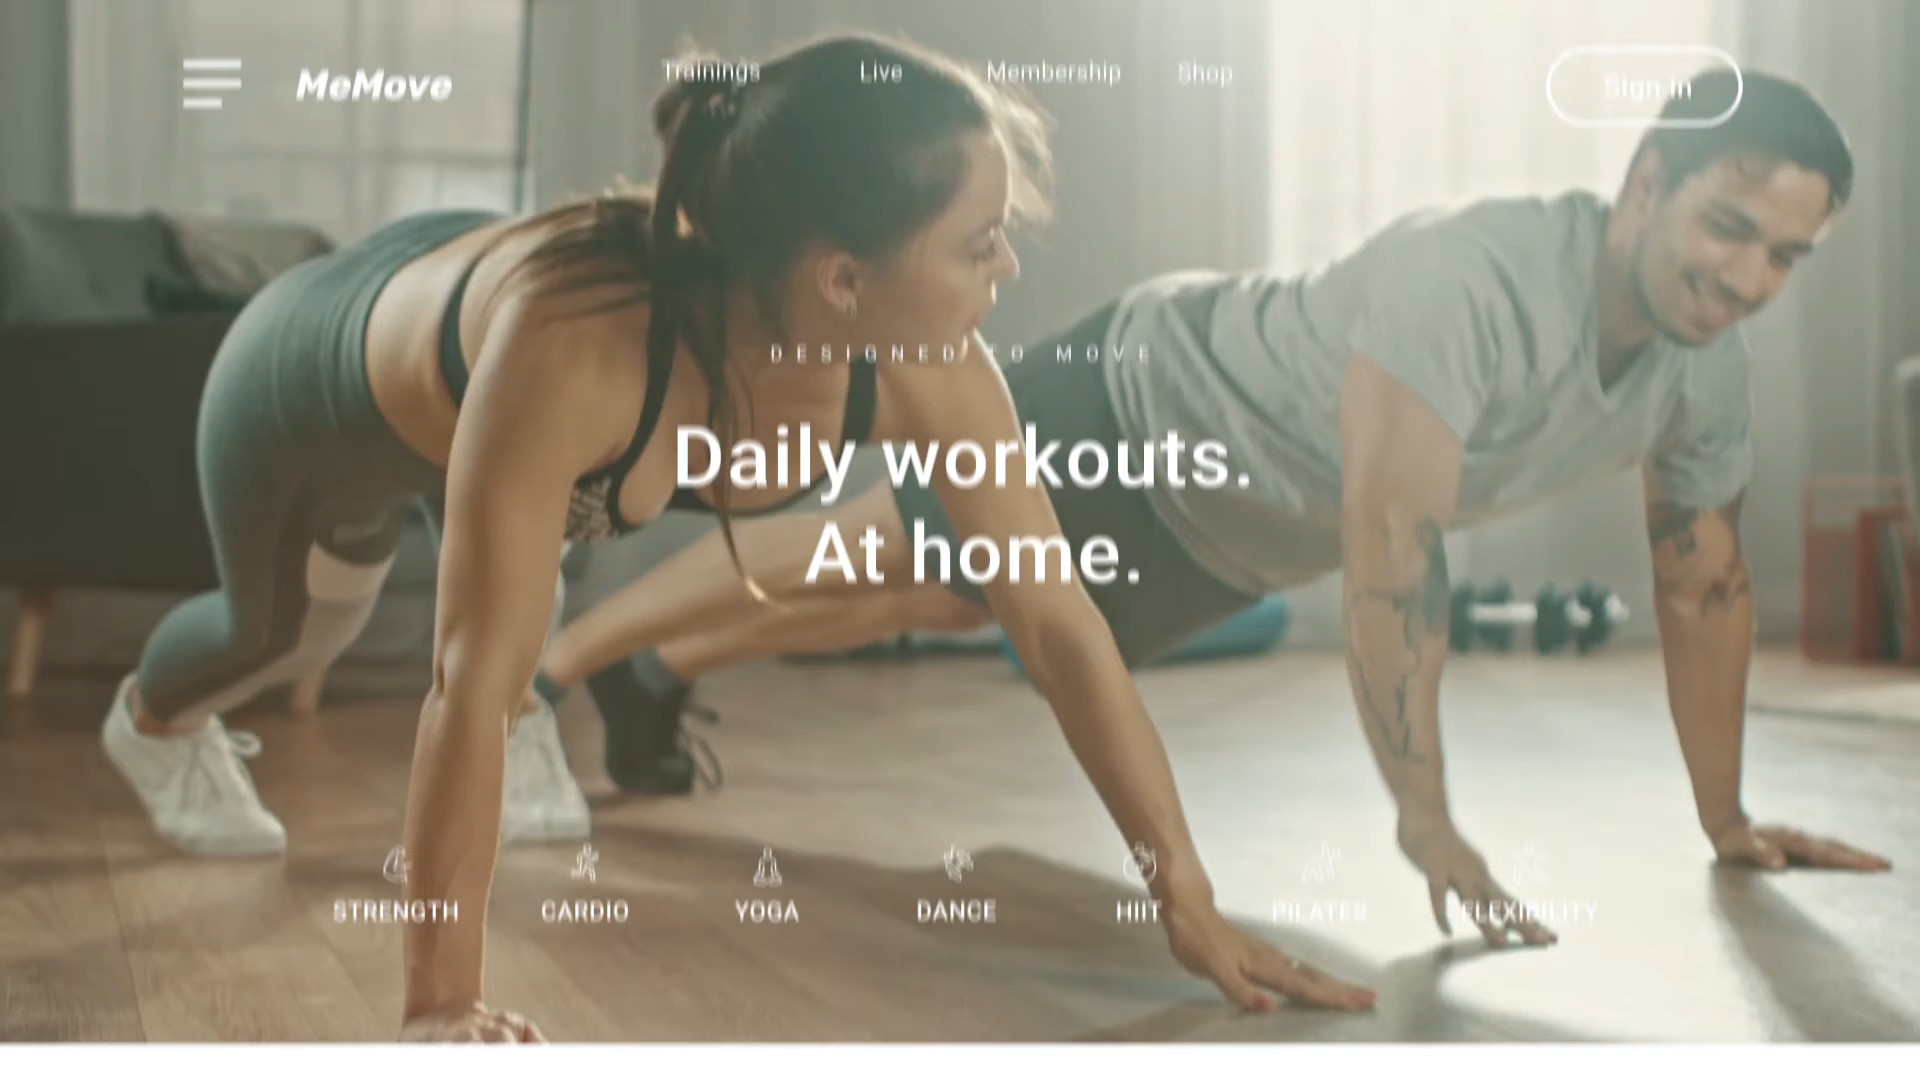 MeMove
Trainings Live Membership Shop
Sign in
DESIGNED TO MOVE
Daily workouts.
At home.
STRENGTH CARDIO YOGA DANCE HIIT PILATES FLEXIBILITY